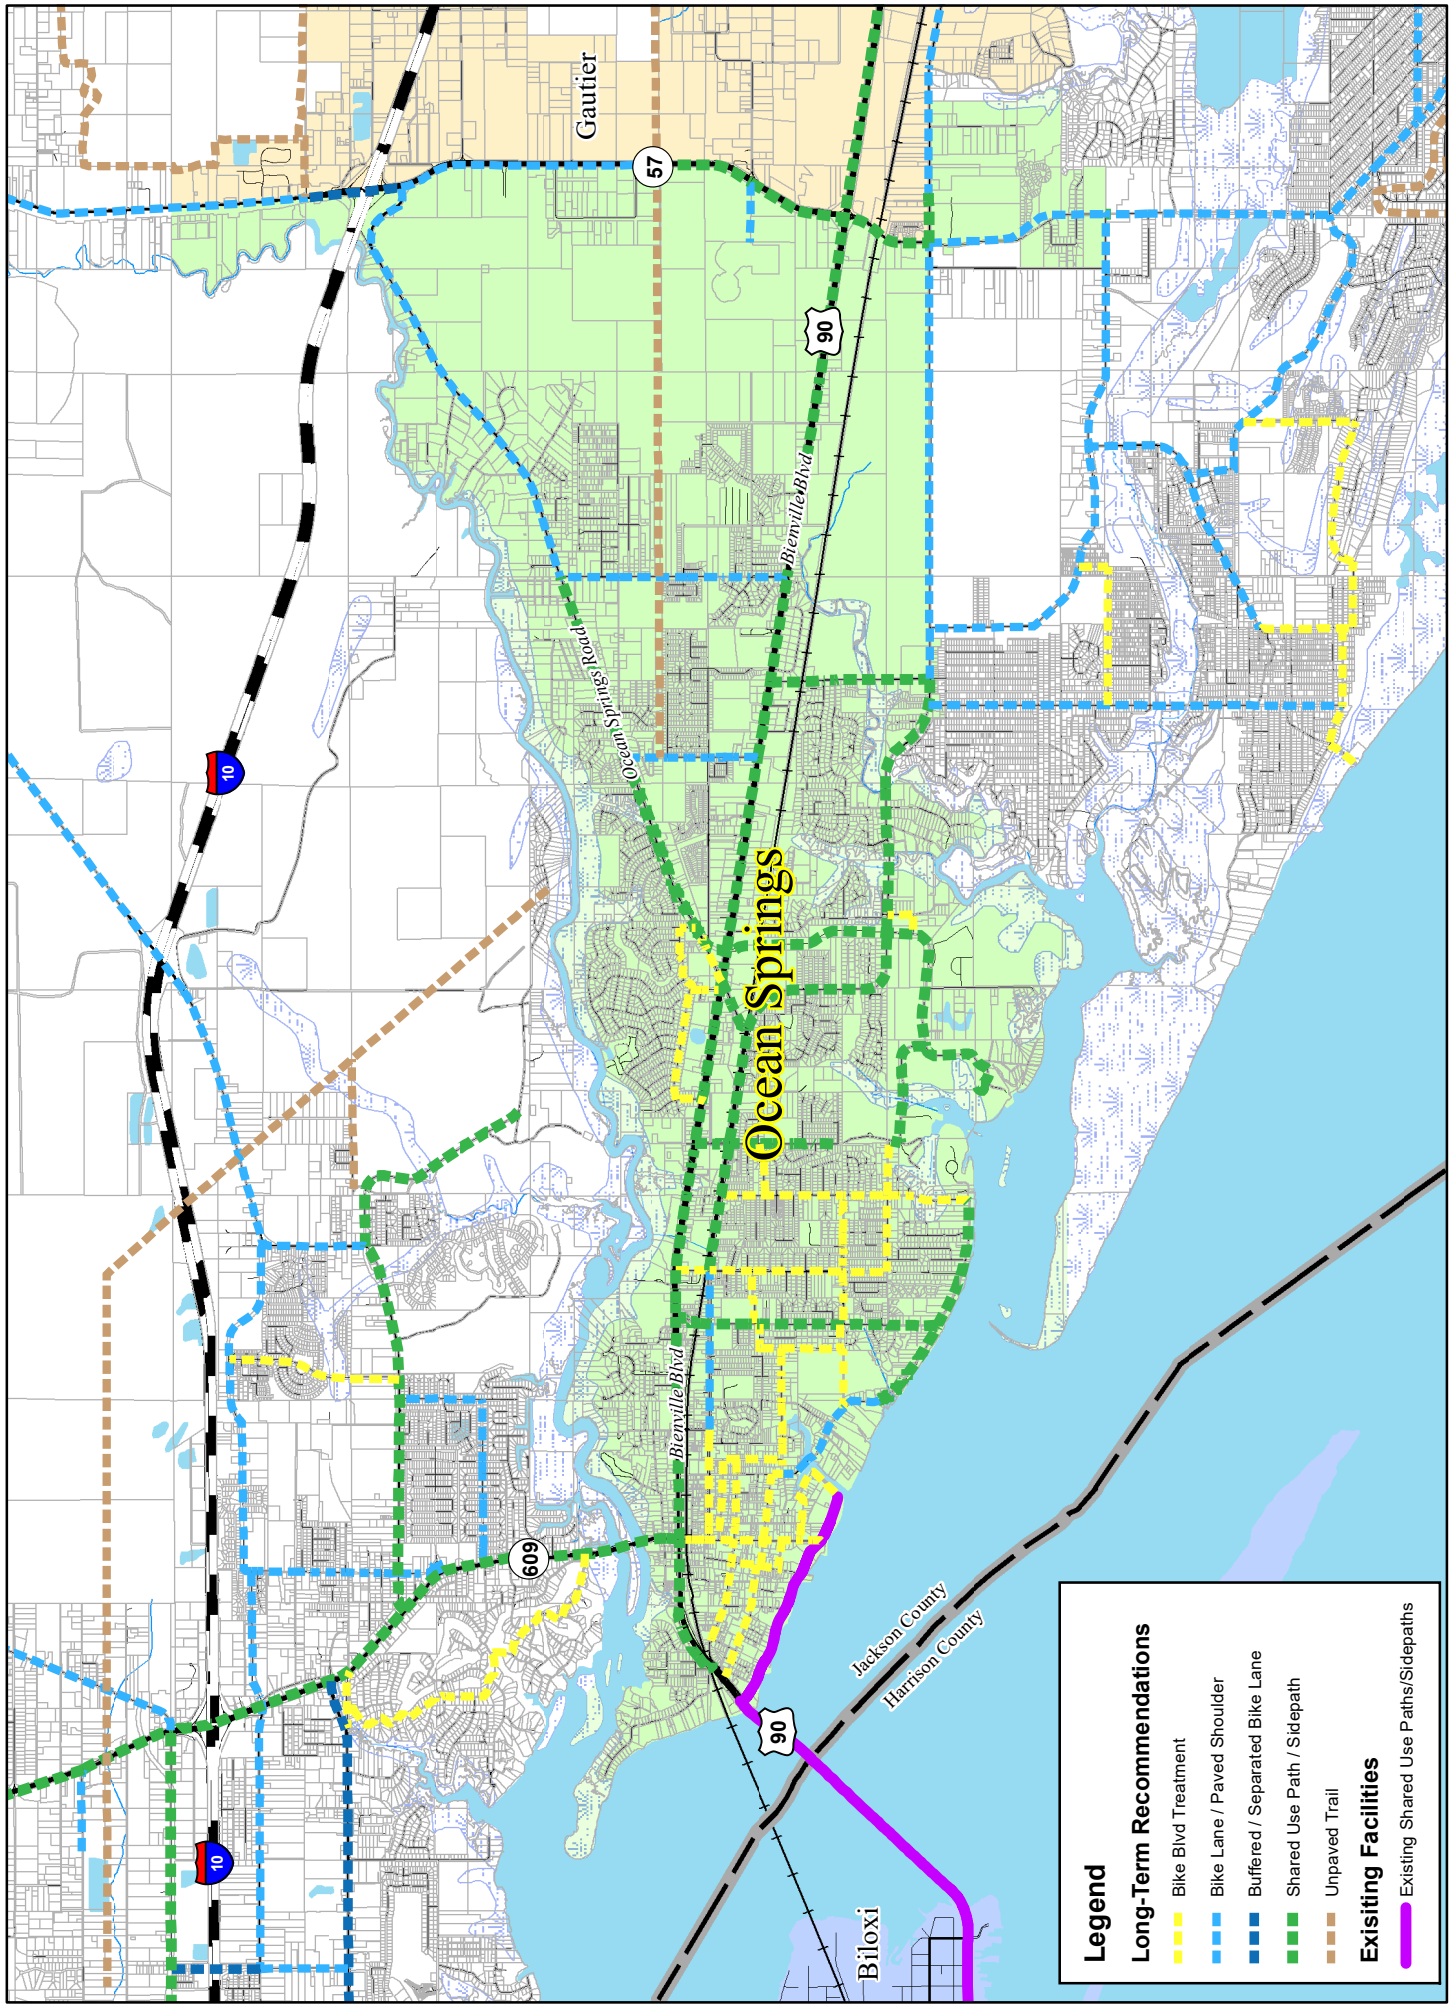 Gautier
57
90
Bienville Blvd
Ocean Springs Road
10
Ocean Springs
Bienville Blvd
609
90
10
Jackson County
Harrison County
Biloxi
Legend
Long-Term Recommendations
Bike Blvd Treatment
Bike Lane / Paved Shoulder
Buffered / Separated Bike Lane
Shared Use Path / Sidepath
Unpaved Trail
Exisiting Facilities
Existing Shared Use Paths/Sidepaths